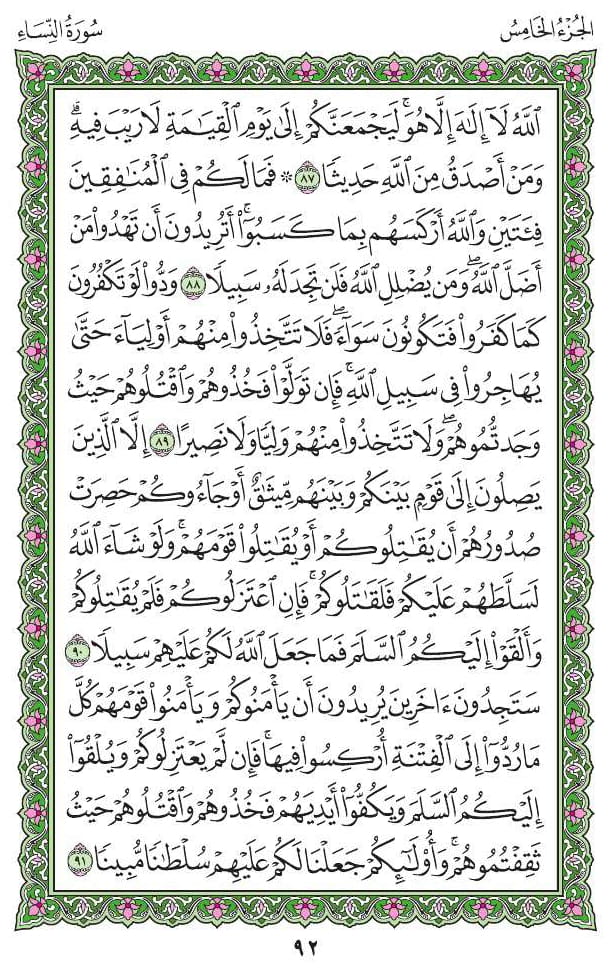 الجُزْءُ الخَامِسُ
سُورَةُ النِّسَاءِ
ٱللَّهُ لَآ إِلَٰهَ إِلَّا هُوَۚ لَيَجۡمَعَنَّكُمۡ إِلَىٰ يَوۡمِ ٱلۡقِيَٰمَةِ لَا رَيۡبَ فِيهِۗ
وَمَنۡ أَصۡدَقُ مِنَ ٱللَّهِ حَدِيثٗا ٨٧ ۞ فَمَا لَكُمۡ فِي ٱلۡمُنَٰفِقِينَ
فِئَتَيۡنِ وَٱللَّهُ أَرۡكَسَهُم بِمَا كَسَبُوٓاْۚ أَتُرِيدُونَ أَن تَهۡدُواْ مَنۡ
أَضَلَّ ٱللَّهُۖ وَمَن يُضۡلِلِ ٱللَّهُ فَلَن تَجِدَ لَهُۥ سَبِيلٗا ٨٨ وَدُّواْ لَوۡ تَكۡفُرُونَ
كَمَا كَفَرُواْ فَتَكُونُونَ سَوَآءٗۖ فَلَا تَتَّخِذُواْ مِنۡهُمۡ أَوۡلِيَآءَ حَتَّىٰ
يُهَاجِرُواْ فِي سَبِيلِ ٱللَّهِۚ فَإِن تَوَلَّوۡاْ فَخُذُوهُمۡ وَٱقۡتُلُوهُمۡ حَيۡثُ
وَجَدتُّمُوهُمۡۖ وَلَا تَتَّخِذُواْ مِنۡهُمۡ وَلِيّٗا وَلَا نَصِيرًا ٨٩ إِلَّا ٱلَّذِينَ
يَصِلُونَ إِلَىٰ قَوۡمِۭ بَيۡنَكُمۡ وَبَيۡنَهُم مِّيثَٰقٌ أَوۡ جَآءُوكُمۡ حَصِرَتۡ
صُدُورُهُمۡ أَن يُقَٰتِلُوكُمۡ أَوۡ يُقَٰتِلُواْ قَوۡمَهُمۡۚ وَلَوۡ شَآءَ ٱللَّهُ
لَسَلَّطَهُمۡ عَلَيۡكُمۡ فَلَقَٰتَلُوكُمۡۚ فَإِنِ ٱعۡتَزَلُوكُمۡ فَلَمۡ يُقَٰتِلُوكُمۡ
وَأَلۡقَوۡاْ إِلَيۡكُمُ ٱلسَّلَمَ فَمَا جَعَلَ ٱللَّهُ لَكُمۡ عَلَيۡهِمۡ سَبِيلٗا ٩٠
سَتَجِدُونَ ءَاخَرِينَ يُرِيدُونَ أَن يَأۡمَنُوكُمۡ وَيَأۡمَنُواْ قَوۡمَهُمۡ كُلَّ
مَا رُدُّوٓاْ إِلَى ٱلۡفِتۡنَةِ أُرۡكِسُواْ فِيهَاۚ فَإِن لَّمۡ يَعۡتَزِلُوكُمۡ وَيُلۡقُوٓاْ
إِلَيۡكُمُ ٱلسَّلَمَ وَيَكُفُّوٓاْ أَيۡدِيَهُمۡ فَخُذُوهُمۡ وَٱقۡتُلُوهُمۡ حَيۡثُ
ثَقِفۡتُمُوهُمۡۚ وَأُوْلَٰٓئِكُمۡ جَعَلۡنَا لَكُمۡ عَلَيۡهِمۡ سُلۡطَٰنٗا مُّبِينٗا ٩١
٩٢